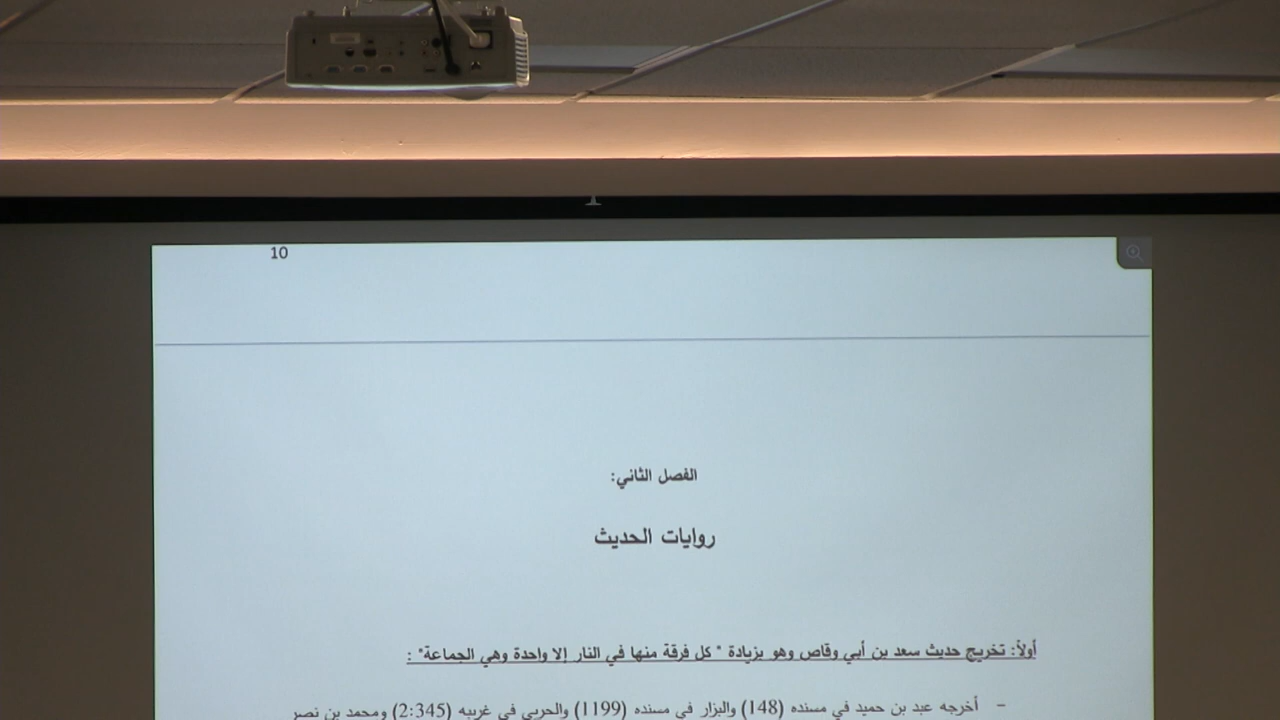 10
الفصل الثاني:
روايات الحديث
أولاً: تخريج حديث سعد بن أبي وقاص وهو بزيادة " كل فرقة منها في النار إلا واحدة وهي الجماعة" :
– أخرجه عبد بن حميد في مسنده (148) والبزار في مسنده (1199) والحربي في غريبه (2:345) ومحمد بن نصر